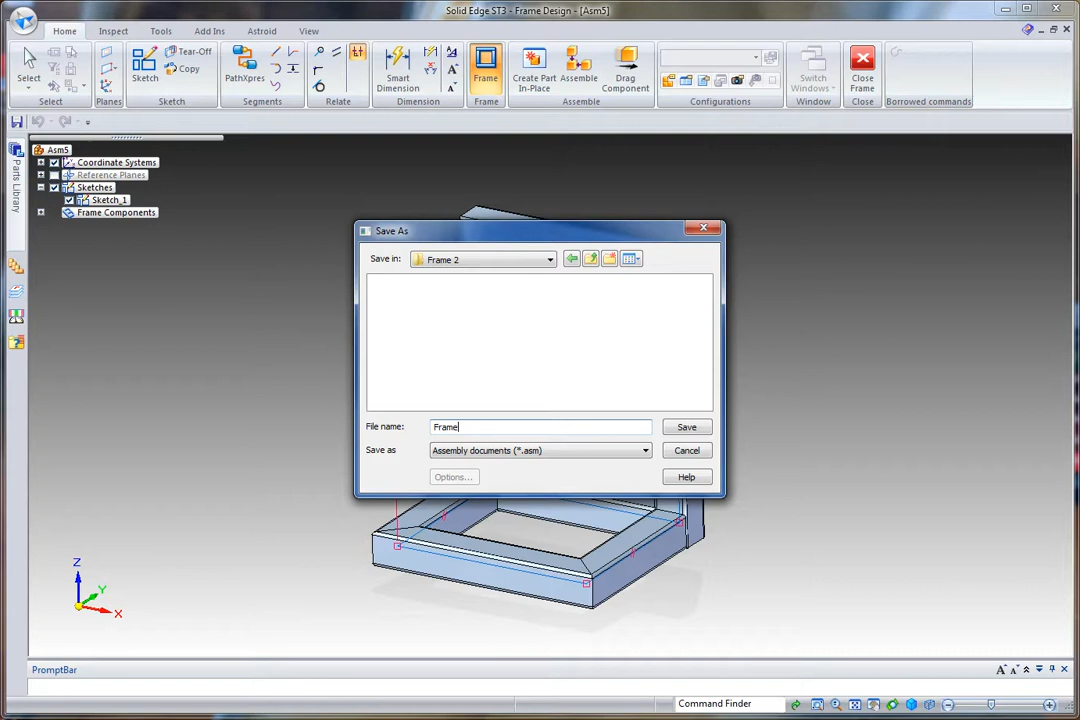 Solid Edge ST3 - Frame Design - [Asm5]
Home Inspect Tools Add Ins Astroid View
Select
Planes
Sketch Tear-Off Copy
Sketch
PathXpres
Segments
Relate
Smart Dimension
Dimension
Frame
Frame
Create Part In-Place Assemble Drag Component
Assemble
Configurations
Switch Windows
Window
Close Frame
Close
Borrowed commands
Select
Parts Library
Asm5
Coordinate Systems
Reference Planes
Sketches
Sketch_1
Frame Components
Save As
Save in: Frame 2
File name: Frame Save
Save as Assembly documents (*.asm) Cancel
Options... Help
Z
Y
X
PromptBar
Command Finder